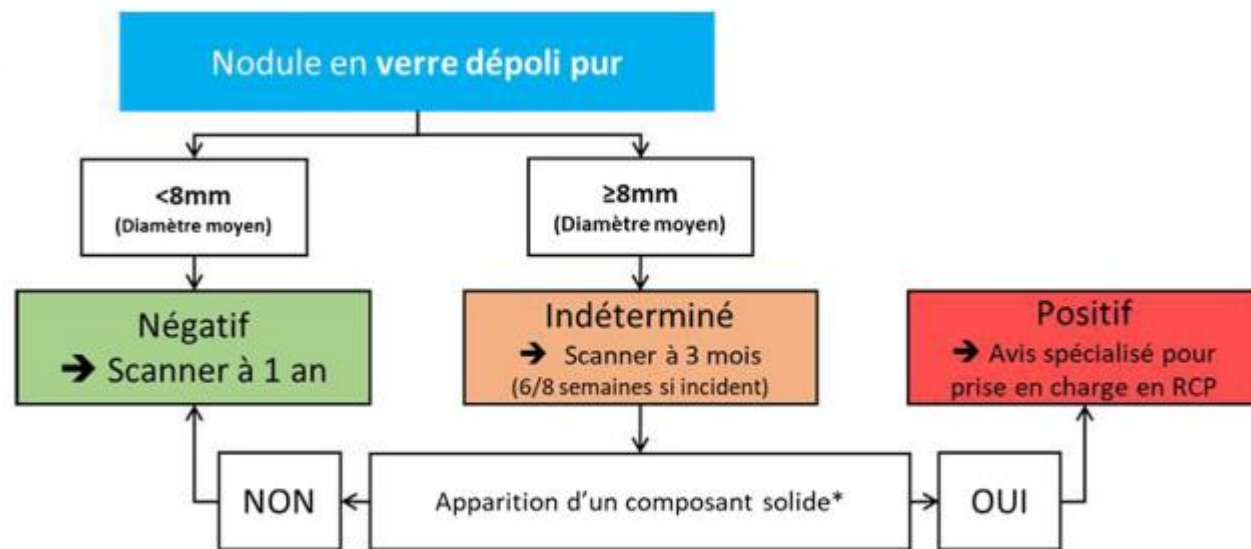 Nodule en verre dépoli pur
<8mm
(Diamètre moyen)
≥8mm
(Diamètre moyen)
Négatif
➔ Scanner à 1 an
Indéterminé
➔ Scanner à 3 mois
(6/8 semaines si incident)
Positif
➔ Avis spécialisé pour
prise en charge en RCP
NON
Apparition d'un composant solide*
OUI